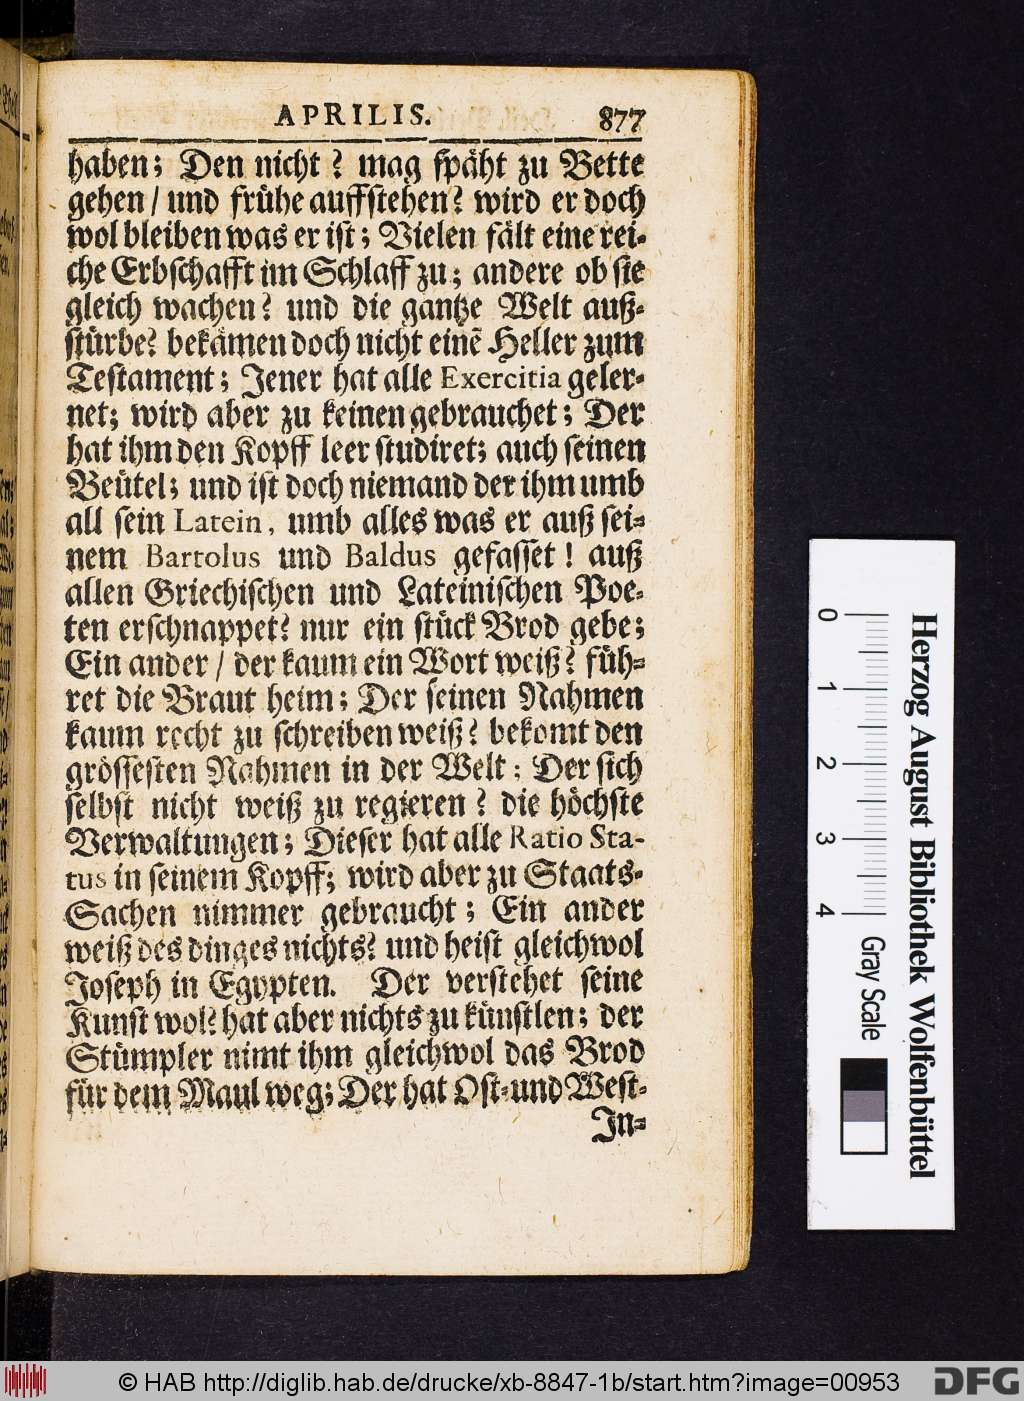 APRILIS. 877
haben; Den nicht? mag späht zu Bette
gehen / und frühe auffstehen? wird er doch
wol bleiben was er ist; Vielen fält eine rei-
che Erbschafft im Schlaff zu; andere ob sie
gleich wachen? und die gantze Welt auß-
stürbe? bekämen doch nicht einẽ Heller zum
Testament; Jener hat alle Exercitia geler-
net; wird aber zu keinen gebrauchet; Der
hat ihm den Kopff leer studiret; auch seinen
Beütel; und ist doch niemand der ihm umb
all sein Latein, umb alles was er auß sei-
nem Bartolus und Baldus gefasset! auß
allen Griechischen und Lateinischen Poe-
ten erschnappet? nur ein stück Brod gebe;
Ein ander / der kaum ein Wort weiß? füh-
ret die Braut heim; Der seinen Nahmen
kaum recht zu schreiben weiß? bekomt den
grössesten Nahmen in der Welt; Der sich
selbst nicht weiß zu regieren? die höchste
Verwaltungen; Dieser hat alle Ratio Sta-
tus in seinem Kopff; wird aber zu Staats-
Sachen nimmer gebraucht; Ein ander
weiß des dinges nichts? und heist gleichwol
Joseph in Egypten. Der verstehet seine
Kunst wol? hat aber nichts zu künstlen; der
Stümpler nimt ihm gleichwol das Brod
für dem Maul weg; Der hat Ost- und West-
In-
0 1 2 3 4
Gray Scale
Herzog August Bibliothek Wolfenbüttel
© HAB http://diglib.hab.de/drucke/xb-8847-1b/start.htm?image=00953
DFG